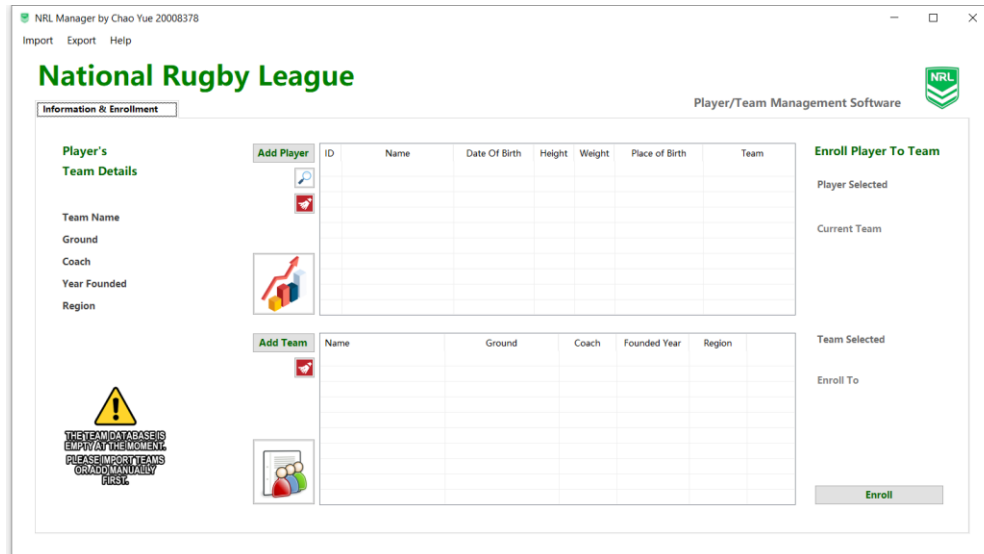 NRL Manager by Chao Yue 20008378
Import Export Help
National Rugby League
NRL
Information & Enrollment
Player/Team Management Software
Player's
Team Details
Team Name
Ground
Coach
Year Founded
Region
Add Player
ID Name Date Of Birth Height Weight Place of Birth Team
Enroll Player To Team
Player Selected
Current Team
Add Team
Name Ground Coach Founded Year Region
Team Selected
Enroll To
THE TEAM DATABASE IS
EMPTY AT THE MOMENT.
PLEASE IMPORT TEAMS
OR ADD MANUALLY
FIRST.
Enroll